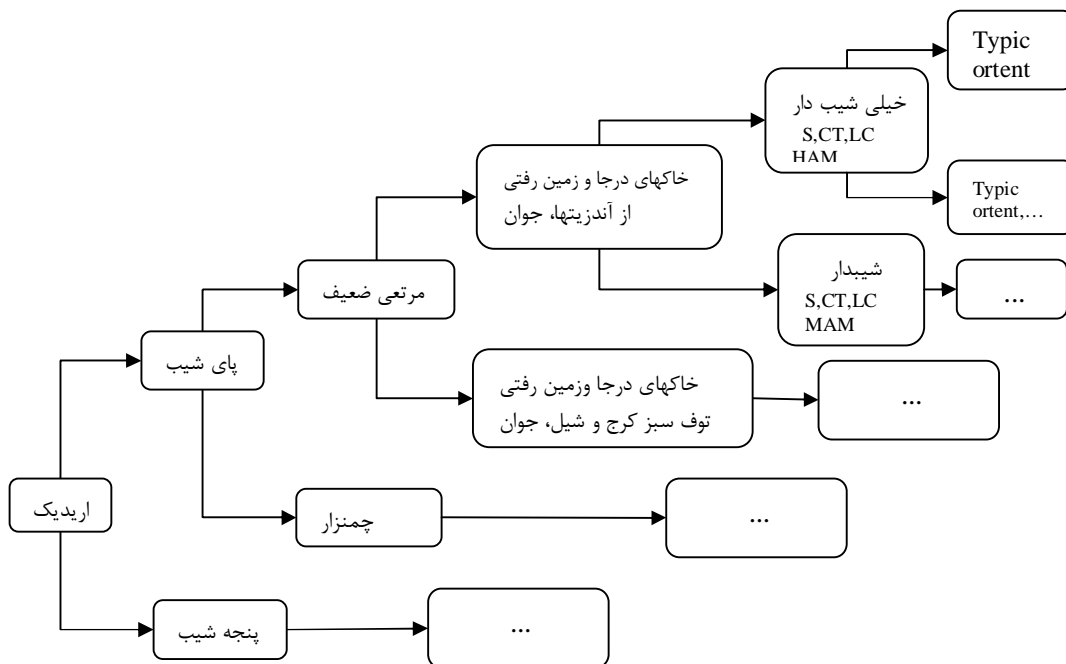 Typic
ortent
خیلی شیب دار
S,CT,LC
HAM
Typic
ortent,...
خاکهای درجا و زمین رفتی
از آندزیتها، جوان
شیبدار
S,CT,LC
MAM
...
مرتعی ضعیف
پای شیب
خاکهای درجا وزمین رفتی
توف سبز کرج و شیل، جوان
...
اریدیک
چمنزار
...
پنجه شیب
...